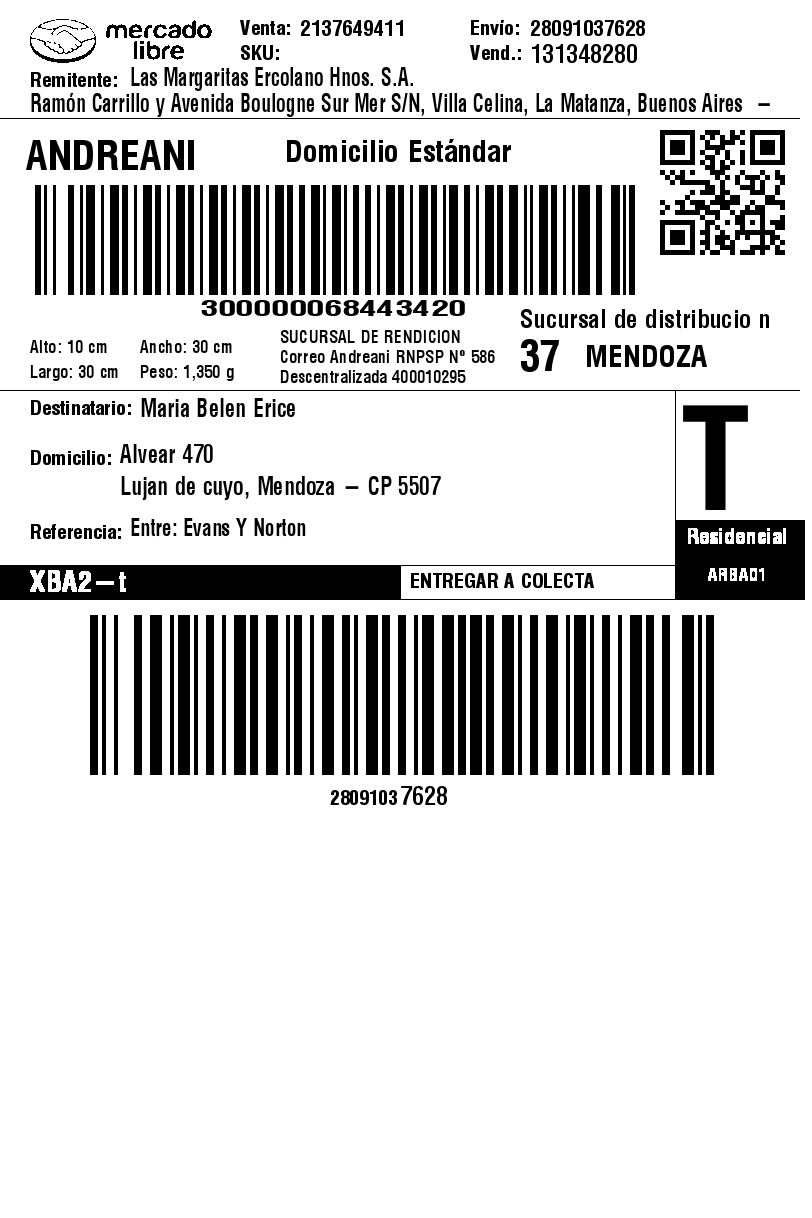 mercado libre
Venta: 2137649411
Envío: 28091037628
SKU:
Vend.: 131348280
Remitente: Las Margaritas Ercolano Hnos. S.A.
Ramón Carrillo y Avenida Boulogne Sur Mer S/N, Villa Celina, La Matanza, Buenos Aires –
ANDREANI
Domicilio Estándar
300000068443420
Alto: 10 cm Ancho: 30 cm
Largo: 30 cm Peso: 1,350 g
SUCURSAL DE RENDICION
Correo Andreani RNPSP Nº 586
Descentralizada 400010295
Sucursal de distribucio n
37 MENDOZA
Destinatario: Maria Belen Erice
Domicilio: Alvear 470
Lujan de cuyo, Mendoza – CP 5507
Referencia: Entre: Evans Y Norton
T
Residencial
ARBA01
XBA2–t
ENTREGAR A COLECTA
28091037628